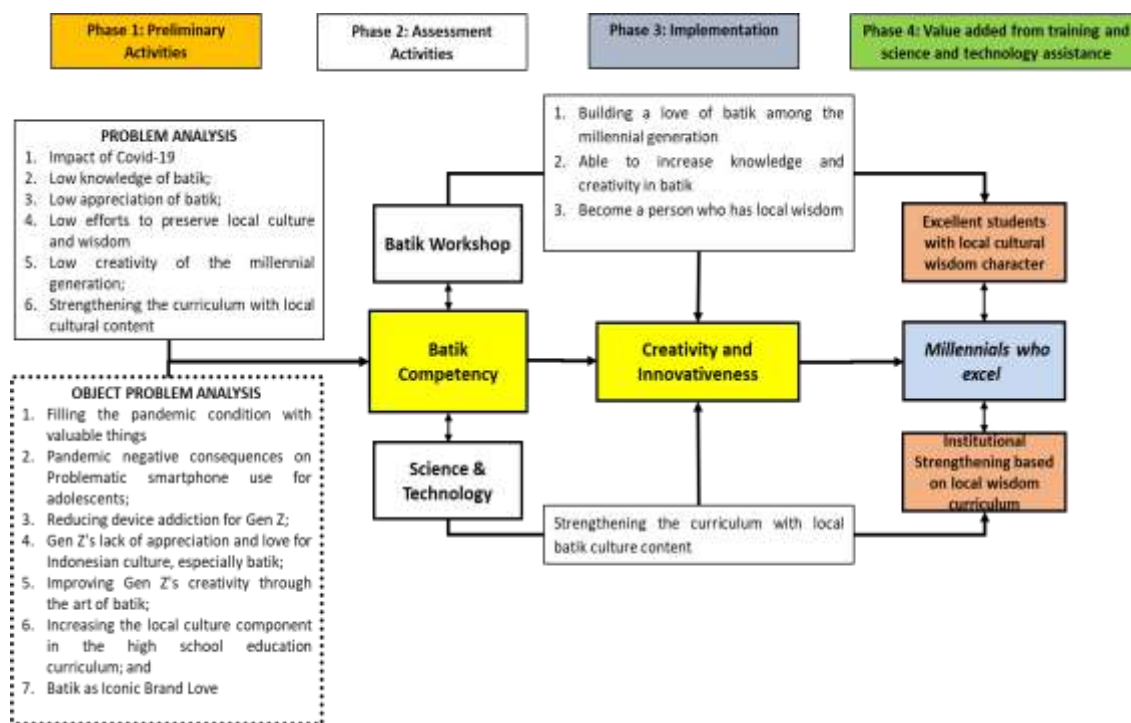 Phase 1: Preliminary
Activities
Phase 2: Assessment
Activities
Phase 3: Implementation
Phase 4: Value added from training and
science and technology assistance
PROBLEM ANALYSIS
1. Impact of Covid-19
2. Low knowledge of batik;
3. Low appreciation of batik;
4. Low efforts to preserve local culture
and wisdom
5. Low creativity of the millennial
generation;
6. Strengthening the curriculum with local
cultural content
OBJECT PROBLEM ANALYSIS
1. Filling the pandemic condition with
valuable things
2. Pandemic negative consequences on
Problematic smartphone use for
adolescents;
3. Reducing device addiction for Gen Z;
4. Gen Z's lack of appreciation and love for
Indonesian culture, especially batik;
5. Improving Gen Z's creativity through
the art of batik;
6. Increasing the local culture component
in the high school education
curriculum; and
7. Batik as Iconic Brand Love
Batik Workshop
Batik
Competency
Science &
Technology
1. Building a love of batik among the
millennial generation
2. Able to increase knowledge and
creativity in batik
3. Become a person who has local wisdom
Creativity and
Innovativeness
Strengthening the curriculum with local
batik culture content
Excellent students
with local cultural
wisdom character
Millennials who
excel
Institutional
Strengthening based
on local wisdom
curriculum